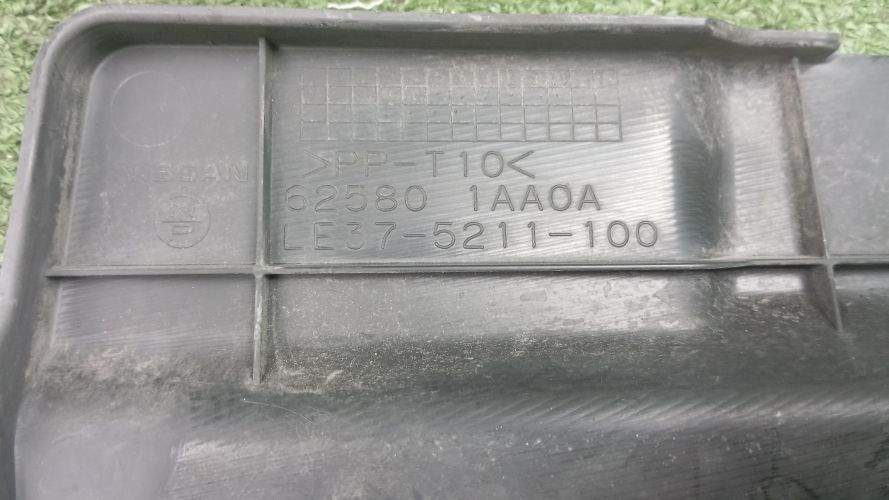 >PP-T10<
NISSAN
62580 1AA0A
LE37-5211-100
P